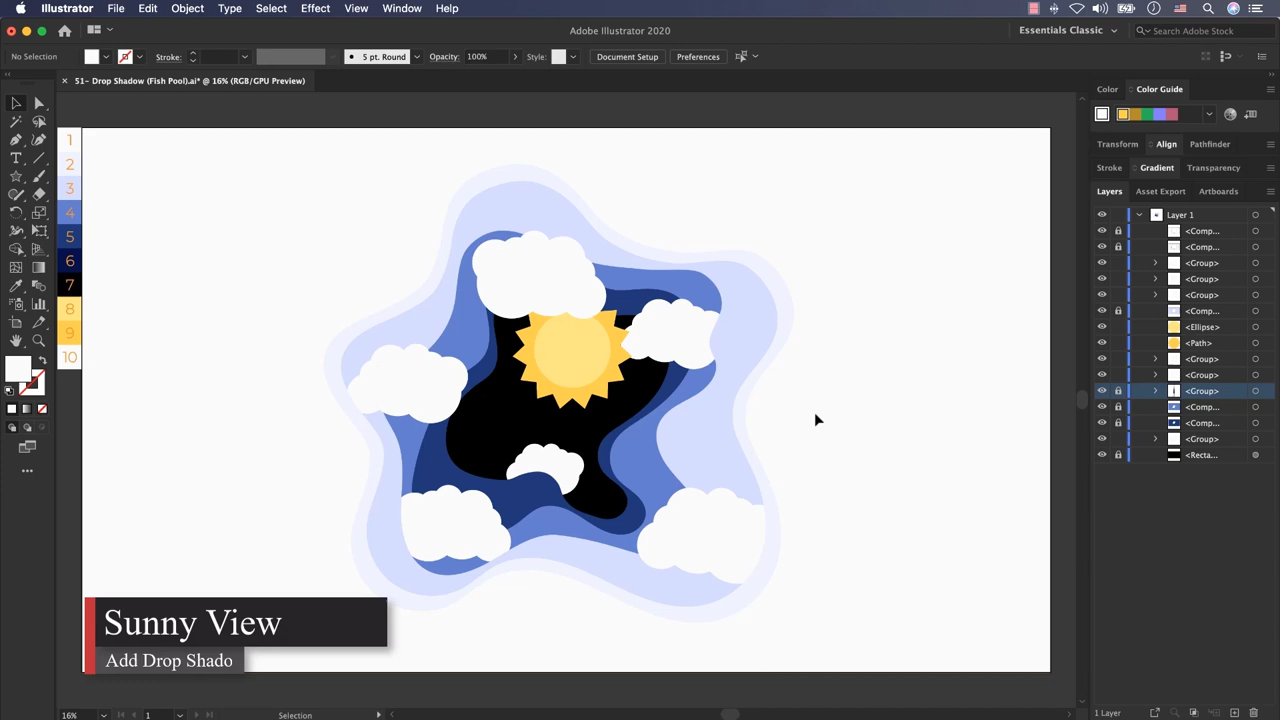 Illustrator File Edit Object Type Select Effect View Window Help
Adobe Illustrator 2020
Essentials Classic
Search Adobe Stock
No Selection
Stroke:
5 pt. Round
Opacity: 100%
Style:
Document Setup
Preferences
51- Drop Shadow (Fish Pool).ai* @ 16% (RGB/GPU Preview)
Color
Color Guide
Transform
Align
Pathfinder
Stroke
Gradient
Transparency
Layers
Asset Export
Artboards
Layer 1
<Comp...
<Comp...
<Group>
<Group>
<Group>
<Comp...
<Ellipse>
<Path>
<Group>
<Group>
<Group>
<Comp...
<Comp...
<Group>
<Recta...
1
2
3
4
5
6
7
8
9
10
Sunny View
Add Drop Shado
16%
1
Selection
1 Layer